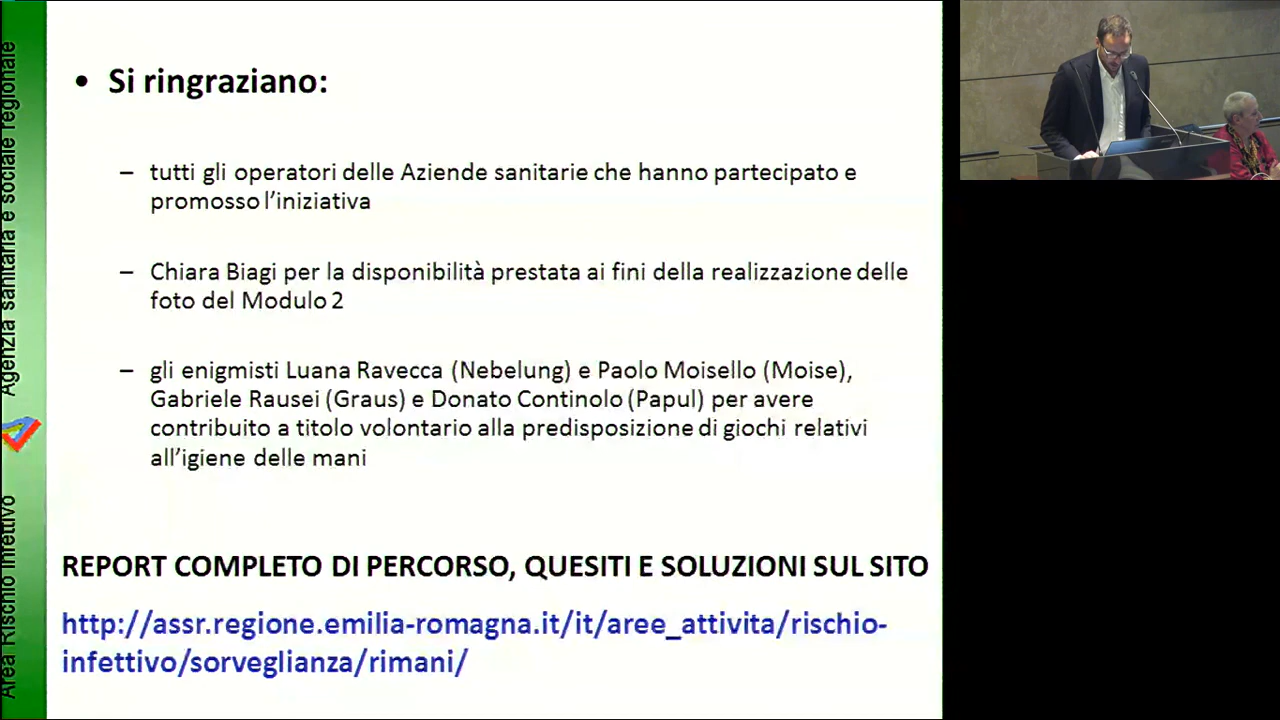 • Si ringraziano:
– tutti gli operatori delle Aziende sanitarie che hanno partecipato e
promosso l'iniziativa
– Chiara Biagi per la disponibilità prestata ai fini della realizzazione delle
foto del Modulo 2
– gli enigmisti Luana Ravecca (Nebelung) e Paolo Moisello (Moise),
Gabriele Rausei (Graus) e Donato Continolo (Papul) per avere
contribuito a titolo volontario alla predisposizione di giochi relativi
all'igiene delle mani
REPORT COMPLETO DI PERCORSO, QUESITI E SOLUZIONI SUL SITO
http://assr.regione.emilia-romagna.it/it/aree_attivita/rischio-
infettivo/sorveglianza/rimani/
Agenzia sanitaria e sociale regionale
Area Rischio Infettivo